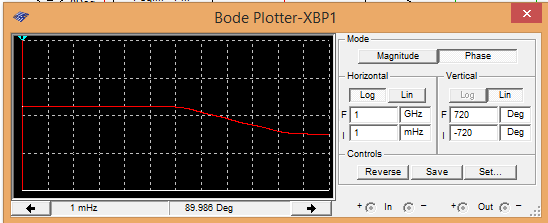 Bode Plotter-XBP1
Mode
Magnitude Phase
Horizontal Vertical
Log Lin Log Lin
F 1 GHz F 720 Deg
I 1 mHz I -720 Deg
Controls
Reverse Save Set...
1 mHz 89.986 Deg
+ In - + Out -